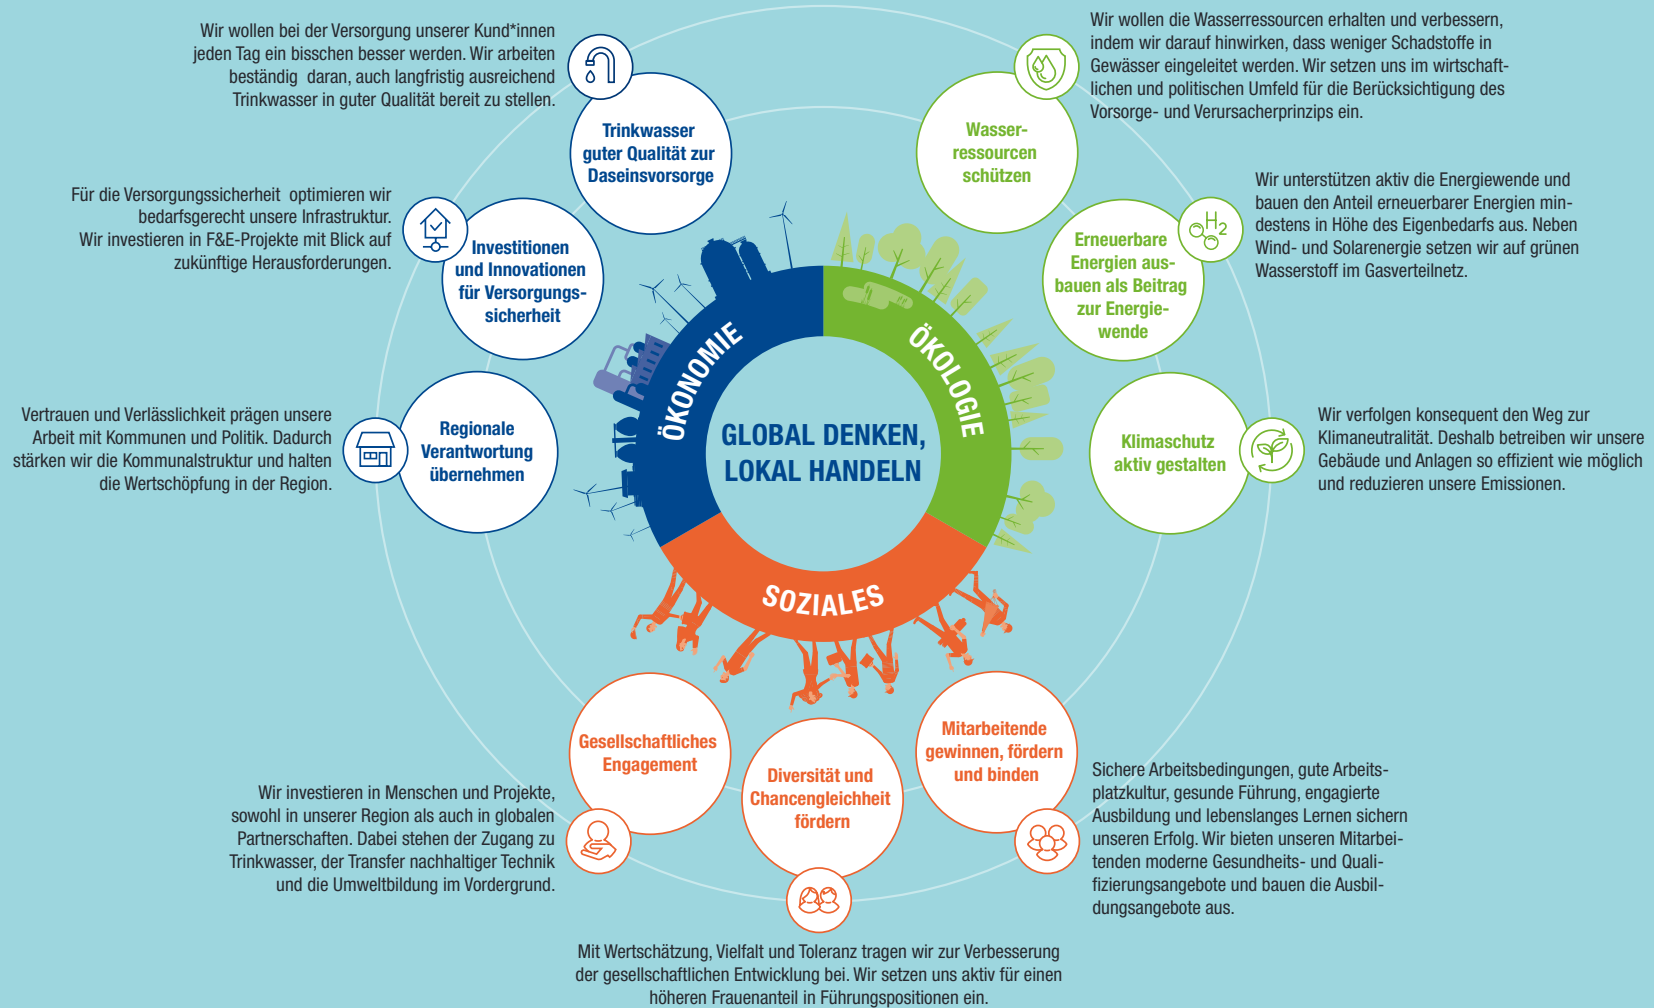 Wir wollen bei der Versorgung unserer Kund*innen
jeden Tag ein bisschen besser werden. Wir arbeiten
beständig daran, auch langfristig ausreichend
Trinkwasser in guter Qualität bereit zu stellen.
Trinkwasser
guter Qualität zur
Daseinsvorsorge
Für die Versorgungssicherheit optimieren wir
bedarfsgerecht unsere Infrastruktur.
Wir investieren in F&E-Projekte mit Blick auf
zukünftige Herausforderungen.
Investitionen
und Innovationen
für Versorgungs-
sicherheit
Vertrauen und Verlässlichkeit prägen unsere
Arbeit mit Kommunen und Politik. Dadurch
stärken wir die Kommunalstruktur und halten
die Wertschöpfung in der Region.
Regionale
Verantwortung
übernehmen
Wir wollen die Wasserressourcen erhalten und verbessern,
indem wir darauf hinwirken, dass weniger Schadstoffe in
Gewässer eingeleitet werden. Wir setzen uns im wirtschaft-
lichen und politischen Umfeld für die Berücksichtigung des
Vorsorge- und Verursacherprinzips ein.
Wasser-
ressourcen
schützen
Wir unterstützen aktiv die Energiewende und
bauen den Anteil erneuerbarer Energien min-
destens in Höhe des Eigenbedarfs aus. Neben
Wind- und Solarenergie setzen wir auf grünen
Wasserstoff im Gasverteilnetz.
H2
Erneuerbare
Energien aus-
bauen als Beitrag
zur Energie-
wende
Wir verfolgen konsequent den Weg zur
Klimaneutralität. Deshalb betreiben wir unsere
Gebäude und Anlagen so effizient wie möglich
und reduzieren unsere Emissionen.
Klimaschutz
aktiv gestalten
ÖKONOMIE
ÖKOLOGIE
GLOBAL DENKEN,
LOKAL HANDELN
SOZIALES
Gesellschaftliches
Engagement
Wir investieren in Menschen und Projekte,
sowohl in unserer Region als auch in globalen
Partnerschaften. Dabei stehen der Zugang zu
Trinkwasser, der Transfer nachhaltiger Technik
und die Umweltbildung im Vordergrund.
Diversität und
Chancengleichheit
fördern
Mit Wertschätzung, Vielfalt und Toleranz tragen wir zur Verbesserung
der gesellschaftlichen Entwicklung bei. Wir setzen uns aktiv für einen
höheren Frauenanteil in Führungspositionen ein.
Mitarbeitende
gewinnen, fördern
und binden
Sichere Arbeitsbedingungen, gute Arbeits-
platzkultur, gesunde Führung, engagierte
Ausbildung und lebenslanges Lernen sichern
unseren Erfolg. Wir bieten unseren Mitarbei-
tenden moderne Gesundheits- und Quali-
fizierungsangebote und bauen die Ausbil-
dungsangebote aus.